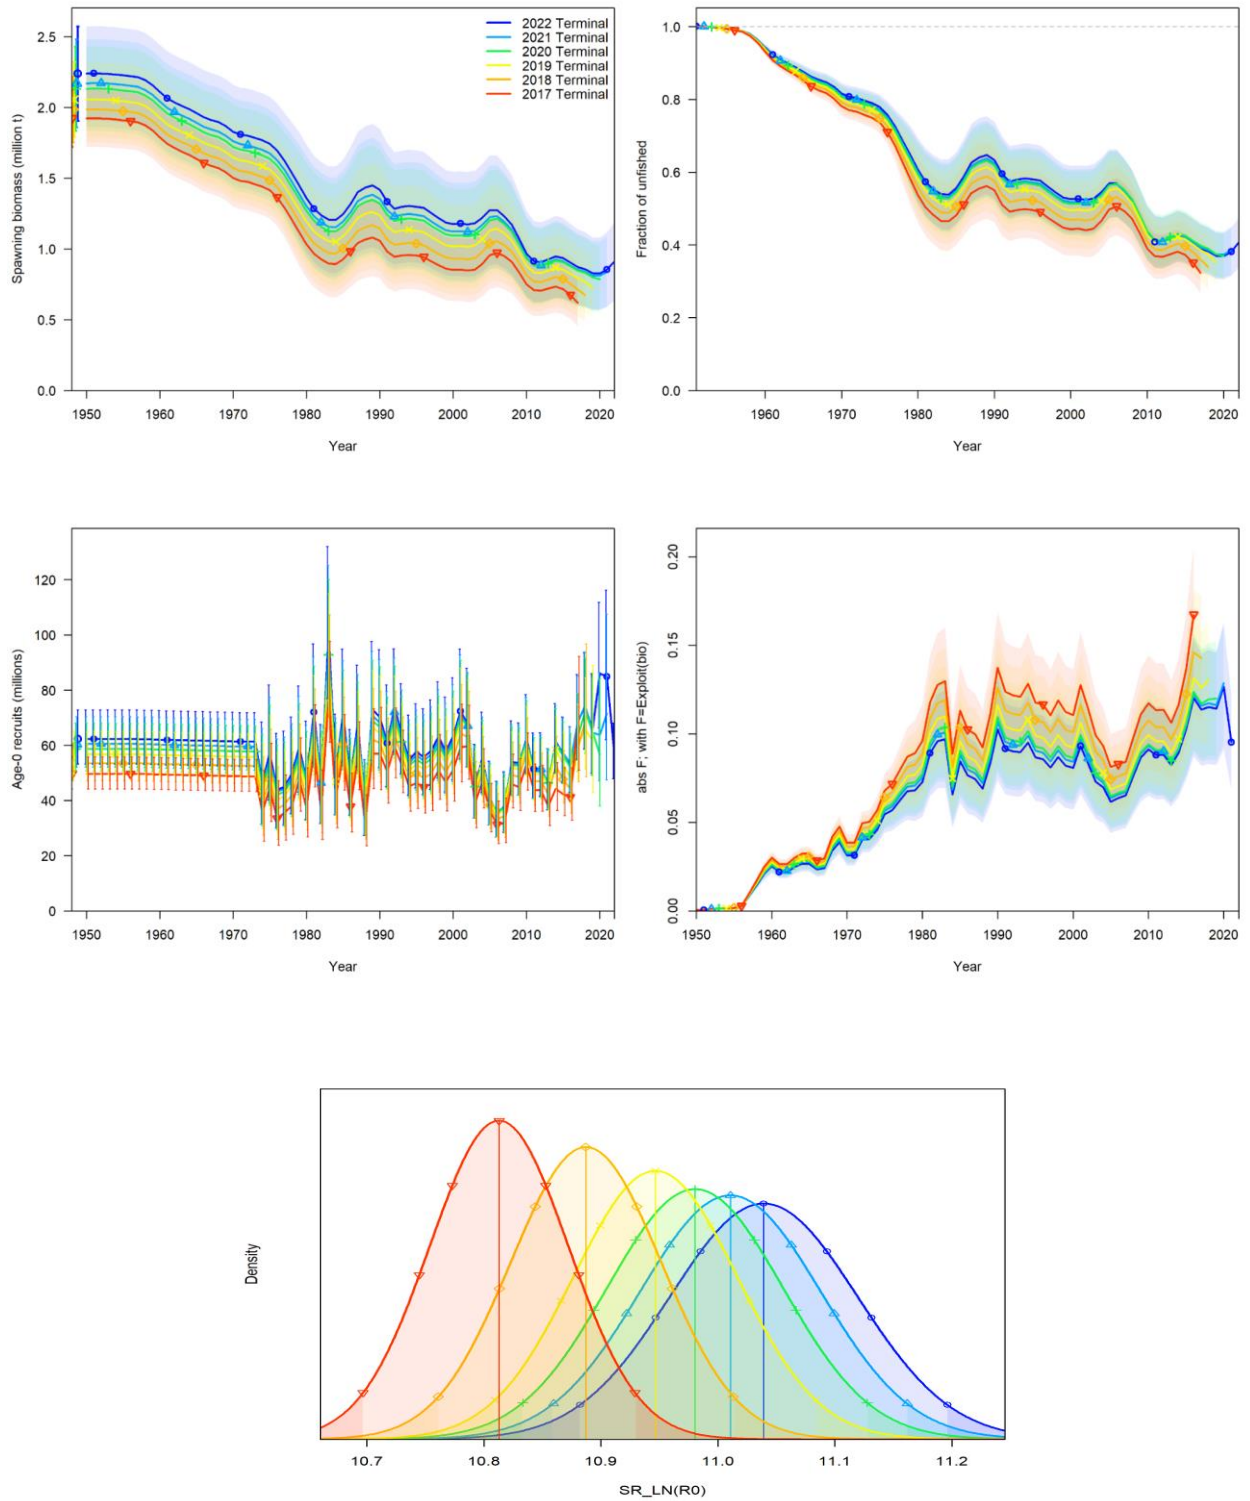 2022 Terminal
2021 Terminal
2020 Terminal
2019 Terminal
2018 Terminal
2017 Terminal
Spawning biomass (million t)
2.5
2.0
1.5
1.0
0.5
0.0
1950 1960 1970 1980 1990 2000 2010 2020
Year
Fraction of unfished
1.0
0.8
0.6
0.4
0.2
0.0
1960 1970 1980 1990 2000 2010 2020
Year
Age-0 recruits (millions)
120
100
80
60
40
20
0
1950 1960 1970 1980 1990 2000 2010 2020
Year
abs F; with F=Exploit(bio)
0.20
0.15
0.10
0.05
0.00
1950 1960 1970 1980 1990 2000 2010 2020
Year
Density
10.7 10.8 10.9 11.0 11.1 11.2
SR_LN(R0)